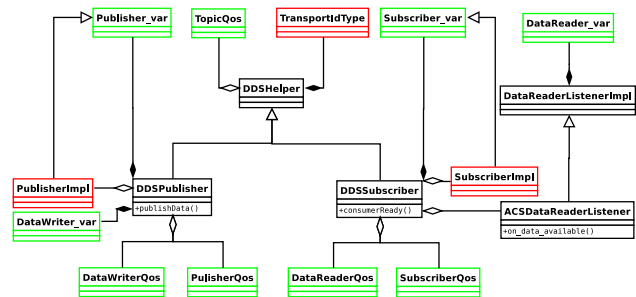 Publisher_var
TopicQos
TransportIdType
Subscriber_var
DataReader_var
DDSHelper
DataReaderListenerImpl
PublisherImpl
DDSPublisher
+publishData()
DDSSubscriber
+consumerReady()
SubscriberImpl
DataWriter_var
ACSDataReaderListener
+on_data_available()
DataWriterQos
PulisherQos
DataReaderQos
SubscriberQos